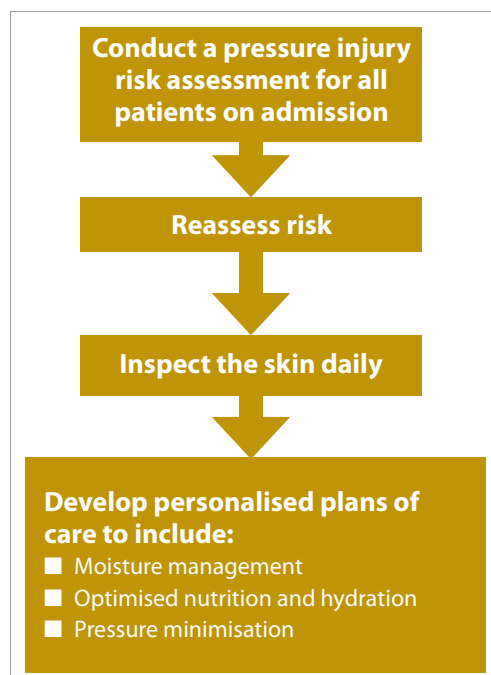 Conduct a pressure injury
risk assessment for all
patients on admission
Reassess risk
Inspect the skin daily
Develop personalised plans of
care to include:
■ Moisture management
■ Optimised nutrition and hydration
■ Pressure minimisation